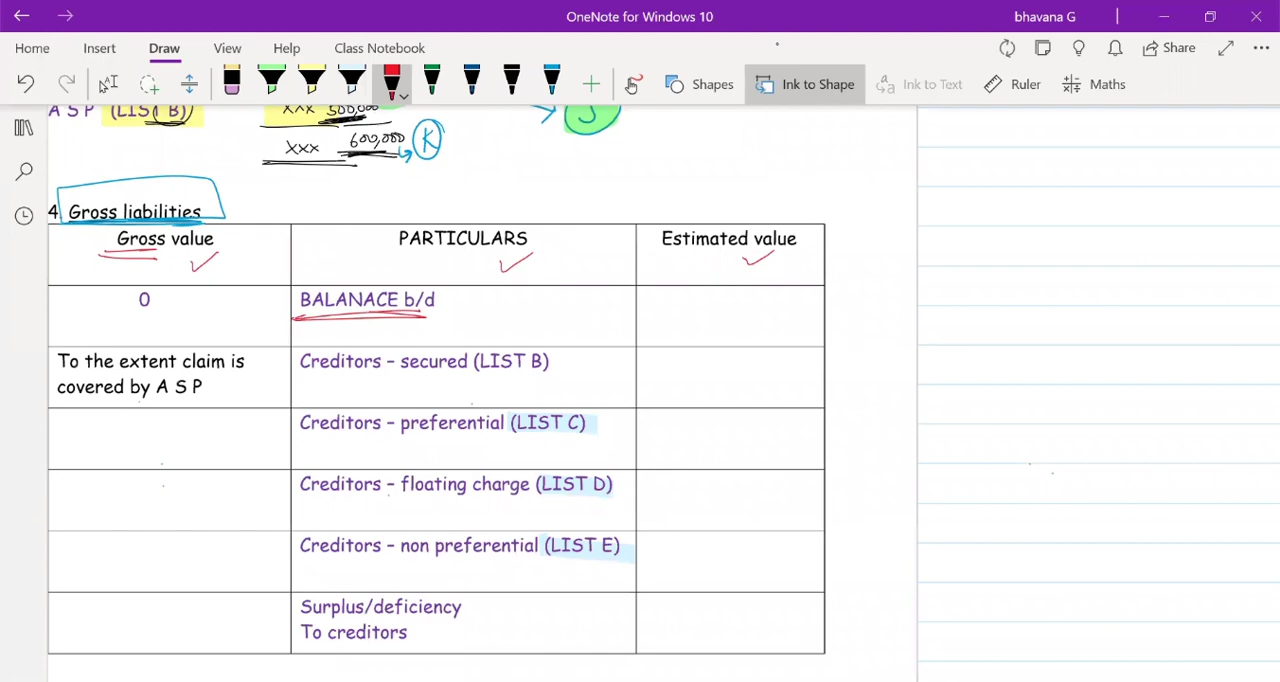 OneNote for Windows 10
bhavana G
Home Insert Draw View Help Class Notebook
Share
Shapes Ink to Shape Ink to Text Ruler Maths
A S P (LIST B) XXX 500,000 J
XXX 600,000 K
4. Gross liabilities
Gross value PARTICULARS Estimated value
0 BALANACE b/d
To the extent claim is
covered by A S P
Creditors – secured (LIST B)
Creditors – preferential (LIST C)
Creditors – floating charge (LIST D)
Creditors – non preferential (LIST E)
Surplus/deficiency
To creditors